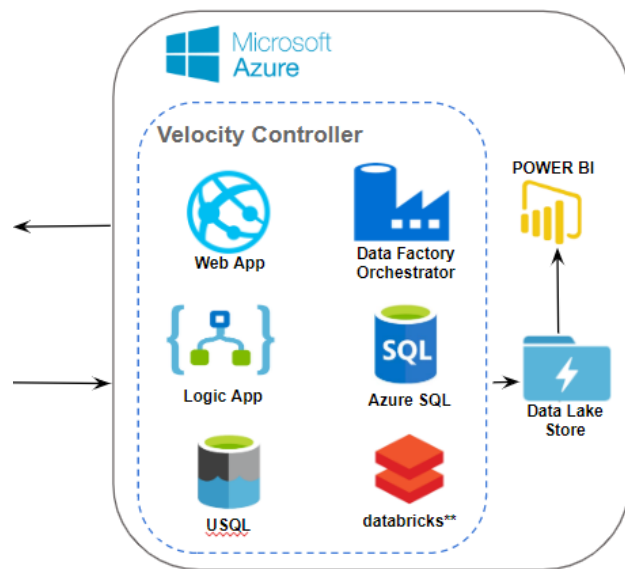 Microsoft
Azure
Velocity Controller
POWER BI
Web App
Data Factory
Orchestrator
SQL
Logic App
Azure SQL
Data Lake
Store
USQL
databricks**